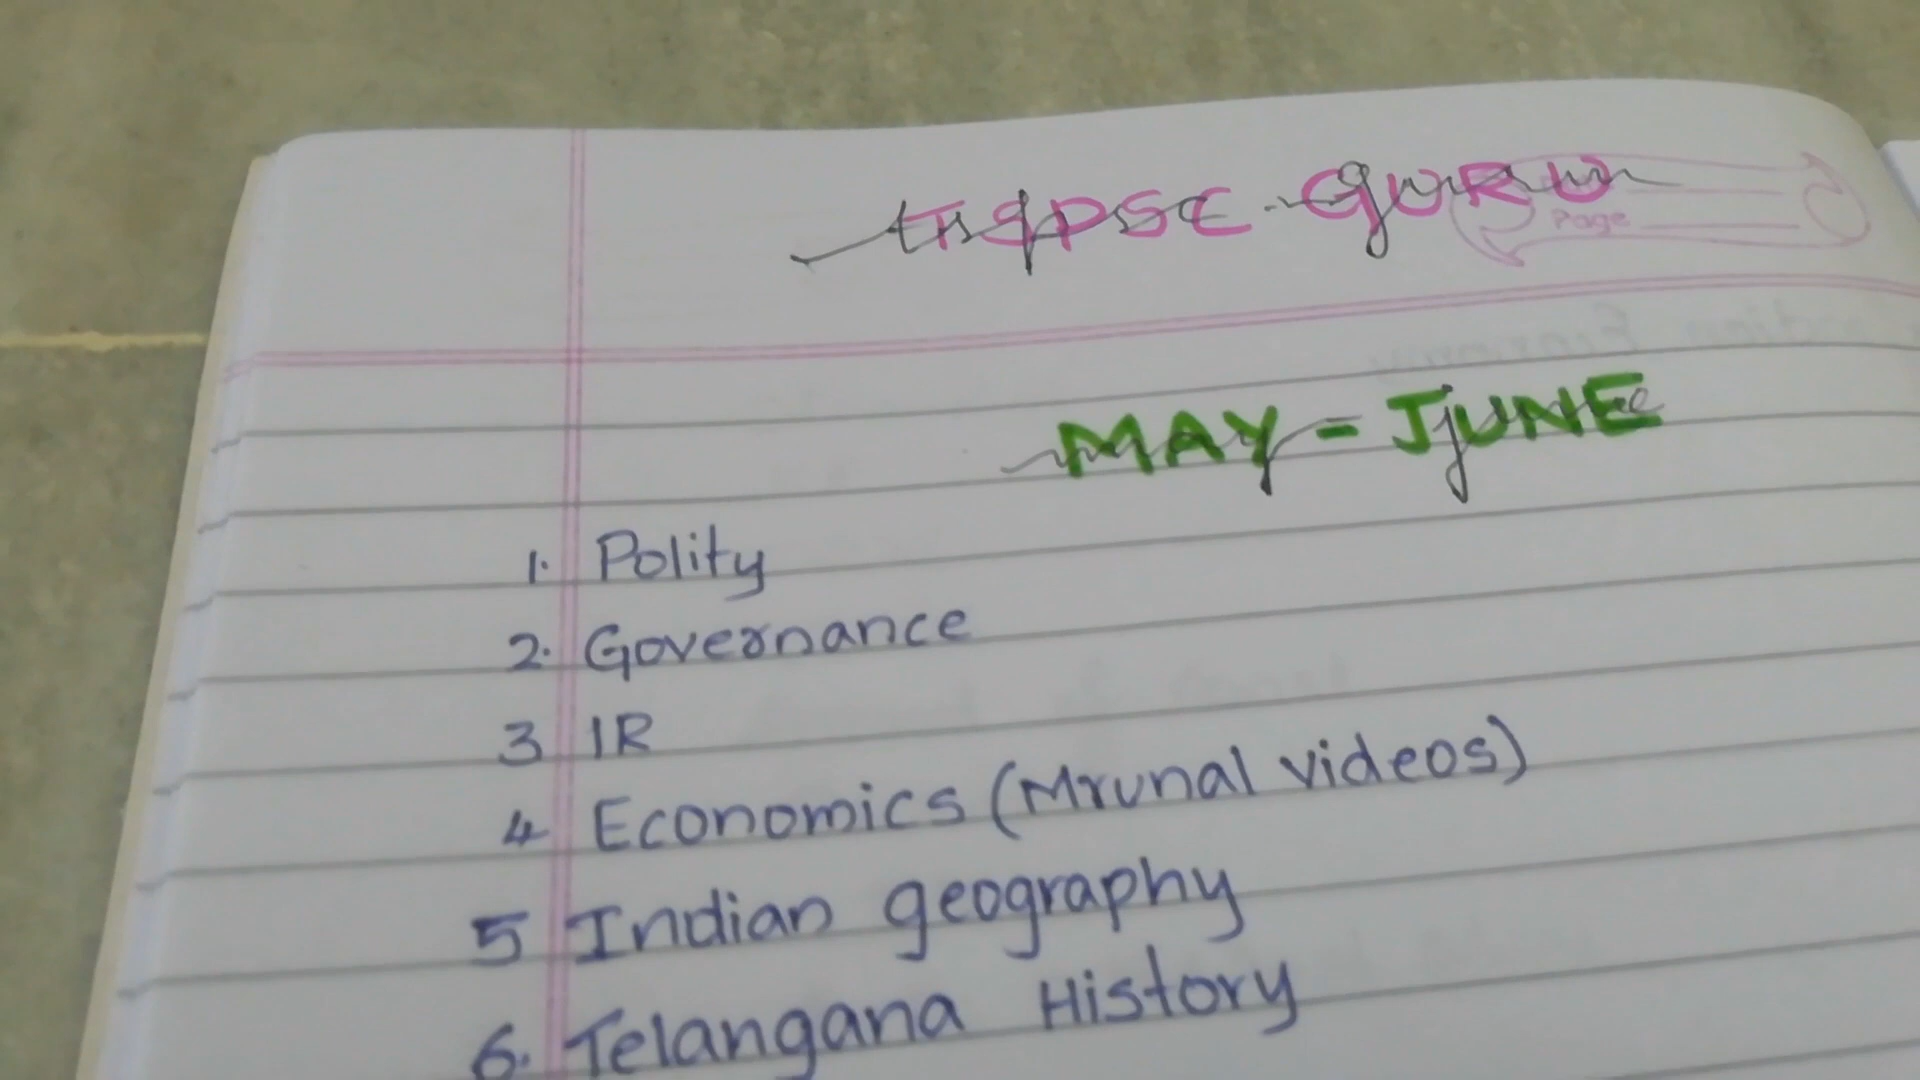 TSPSC GURU
Page
MAY - JUNE
1. Polity
2. Governance
3 IR
4 Economics (Mrunal videos)
5 Indian geography
6. Telangana History